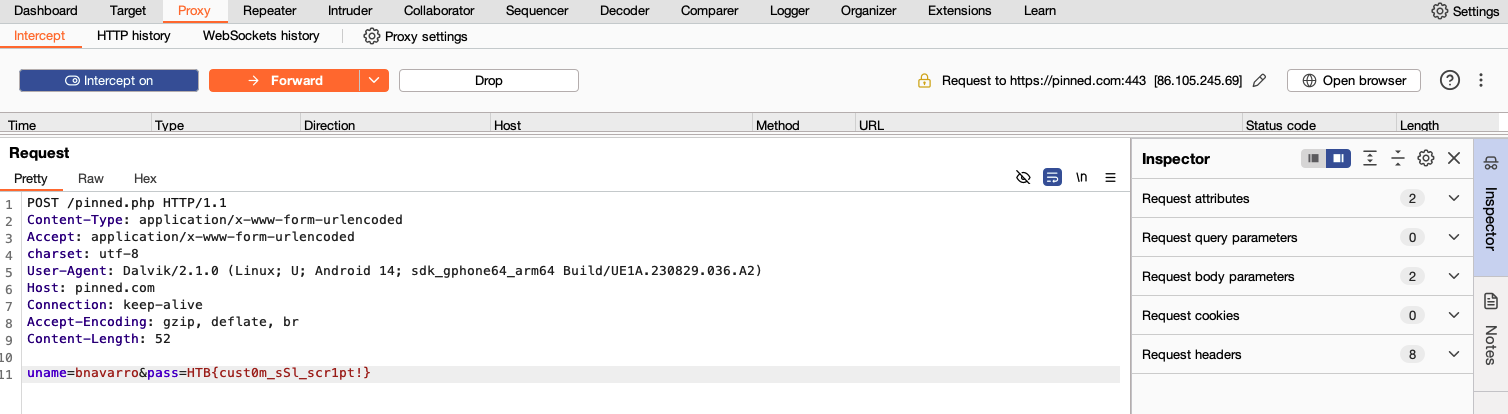 Dashboard Target Proxy Repeater Intruder Collaborator Sequencer Decoder Comparer Logger Organizer Extensions Learn Settings
Intercept HTTP history WebSockets history Proxy settings
Intercept on Forward Drop Request to https://pinned.com:443 [86.105.245.69] Open browser
Time Type Direction Host Method URL Status code Length
Request
Pretty Raw Hex \n
1 POST /pinned.php HTTP/1.1
2 Content-Type: application/x-www-form-urlencoded
3 Accept: application/x-www-form-urlencoded
4 charset: utf-8
5 User-Agent: Dalvik/2.1.0 (Linux; U; Android 14; sdk_gphone64_arm64 Build/UE1A.230829.036.A2)
6 Host: pinned.com
7 Connection: keep-alive
8 Accept-Encoding: gzip, deflate, br
9 Content-Length: 52
10
11 uname=bnavarro&pass=HTB{cust0m_sSl_scr1pt!}
Inspector
Request attributes 2
Request query parameters 0
Request body parameters 2
Request cookies 0
Request headers 8
Inspector
Notes